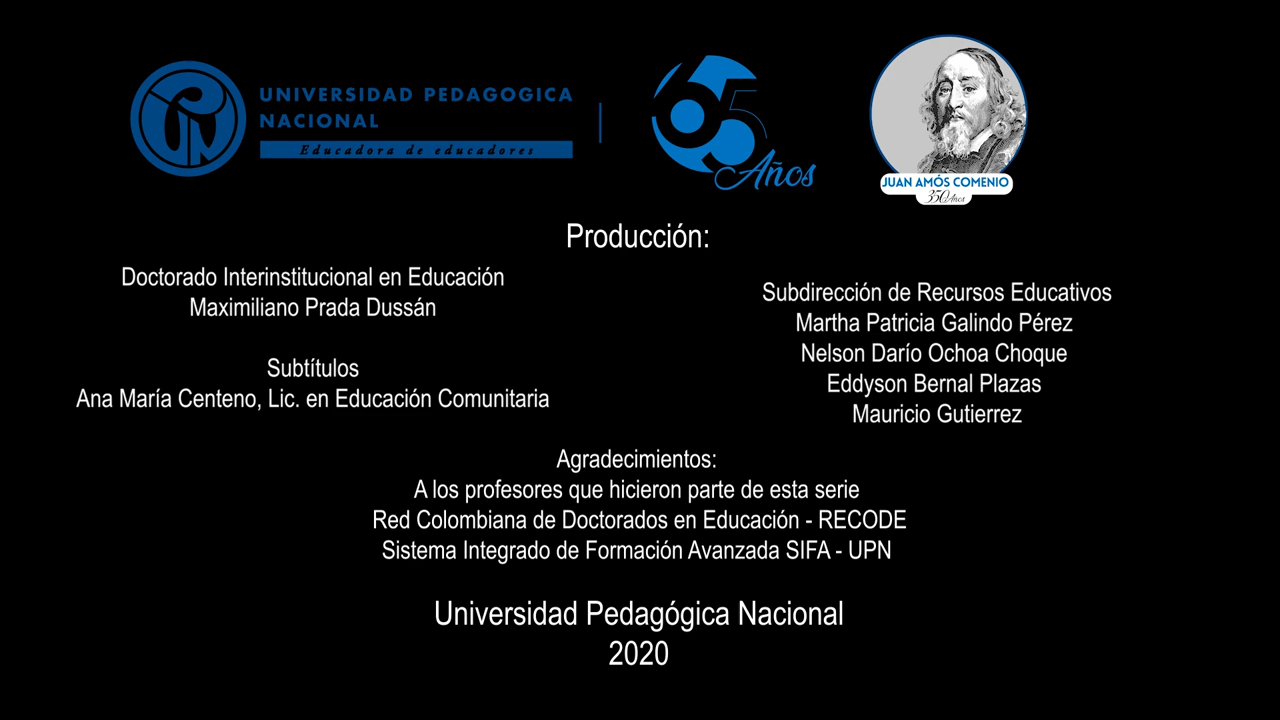 UNIVERSIDAD PEDAGOGICA
NACIONAL
Educadora de educadores
65
Años
JUAN AMÓS COMENIO
350 Años
Producción:
Doctorado Interinstitucional en Educación
Maximiliano Prada Dussán
Subtítulos
Ana María Centeno, Lic. en Educación Comunitaria
Subdirección de Recursos Educativos
Martha Patricia Galindo Pérez
Nelson Darío Ochoa Choque
Eddyson Bernal Plazas
Mauricio Gutierrez
Agradecimientos:
A los profesores que hicieron parte de esta serie
Red Colombiana de Doctorados en Educación - RECODE
Sistema Integrado de Formación Avanzada SIFA - UPN
Universidad Pedagógica Nacional
2020